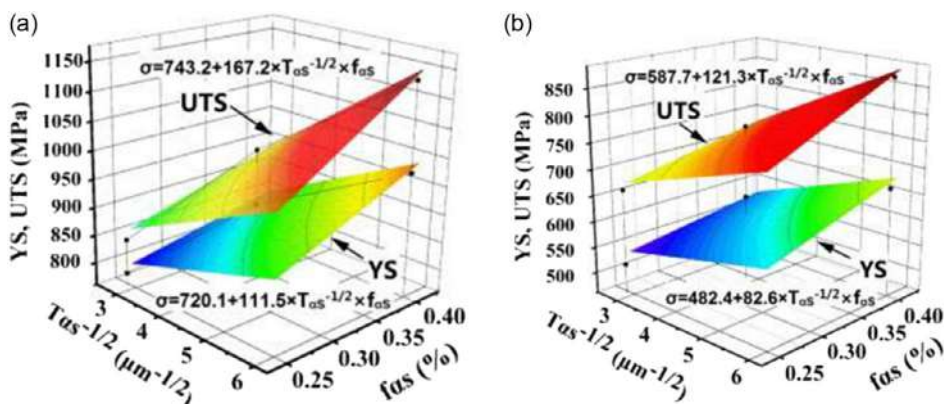 (a)
1150
1100
1050
1000
950
900
850
800
YS, UTS (MPa)
σ=743.2+167.2×Tαs-1/2×fαs
UTS
YS
σ=720.1+111.5×Tαs-1/2×fαs
3
4
5
6
Tαs-1/2 (μm-1/2)
0.25
0.30
0.35
0.40
fαs (%)
(b)
850
800
750
700
650
600
550
500
YS, UTS (MPa)
σ=587.7+121.3×Tαs-1/2×fαs
UTS
YS
σ=482.4+82.6×Tαs-1/2×fαs
3
4
5
6
Tαs-1/2 (μm-1/2)
0.25
0.30
0.35
0.40
fαs (%)